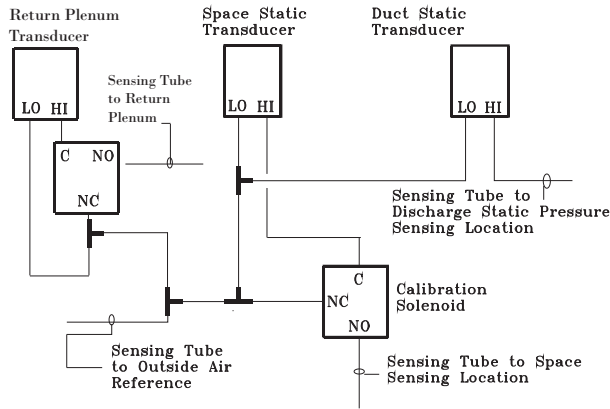 Return Plenum
Transducer
Space Static
Transducer
Duct Static
Transducer
LO HI
Sensing Tube
to Return
Plenum
LO HI
LO HI
C NO
NC
Sensing Tube to
Discharge Static Pressure
Sensing Location
C
NC
NO
Calibration
Solenoid
Sensing Tube
to Outside Air
Reference
Sensing Tube to Space
Sensing Location